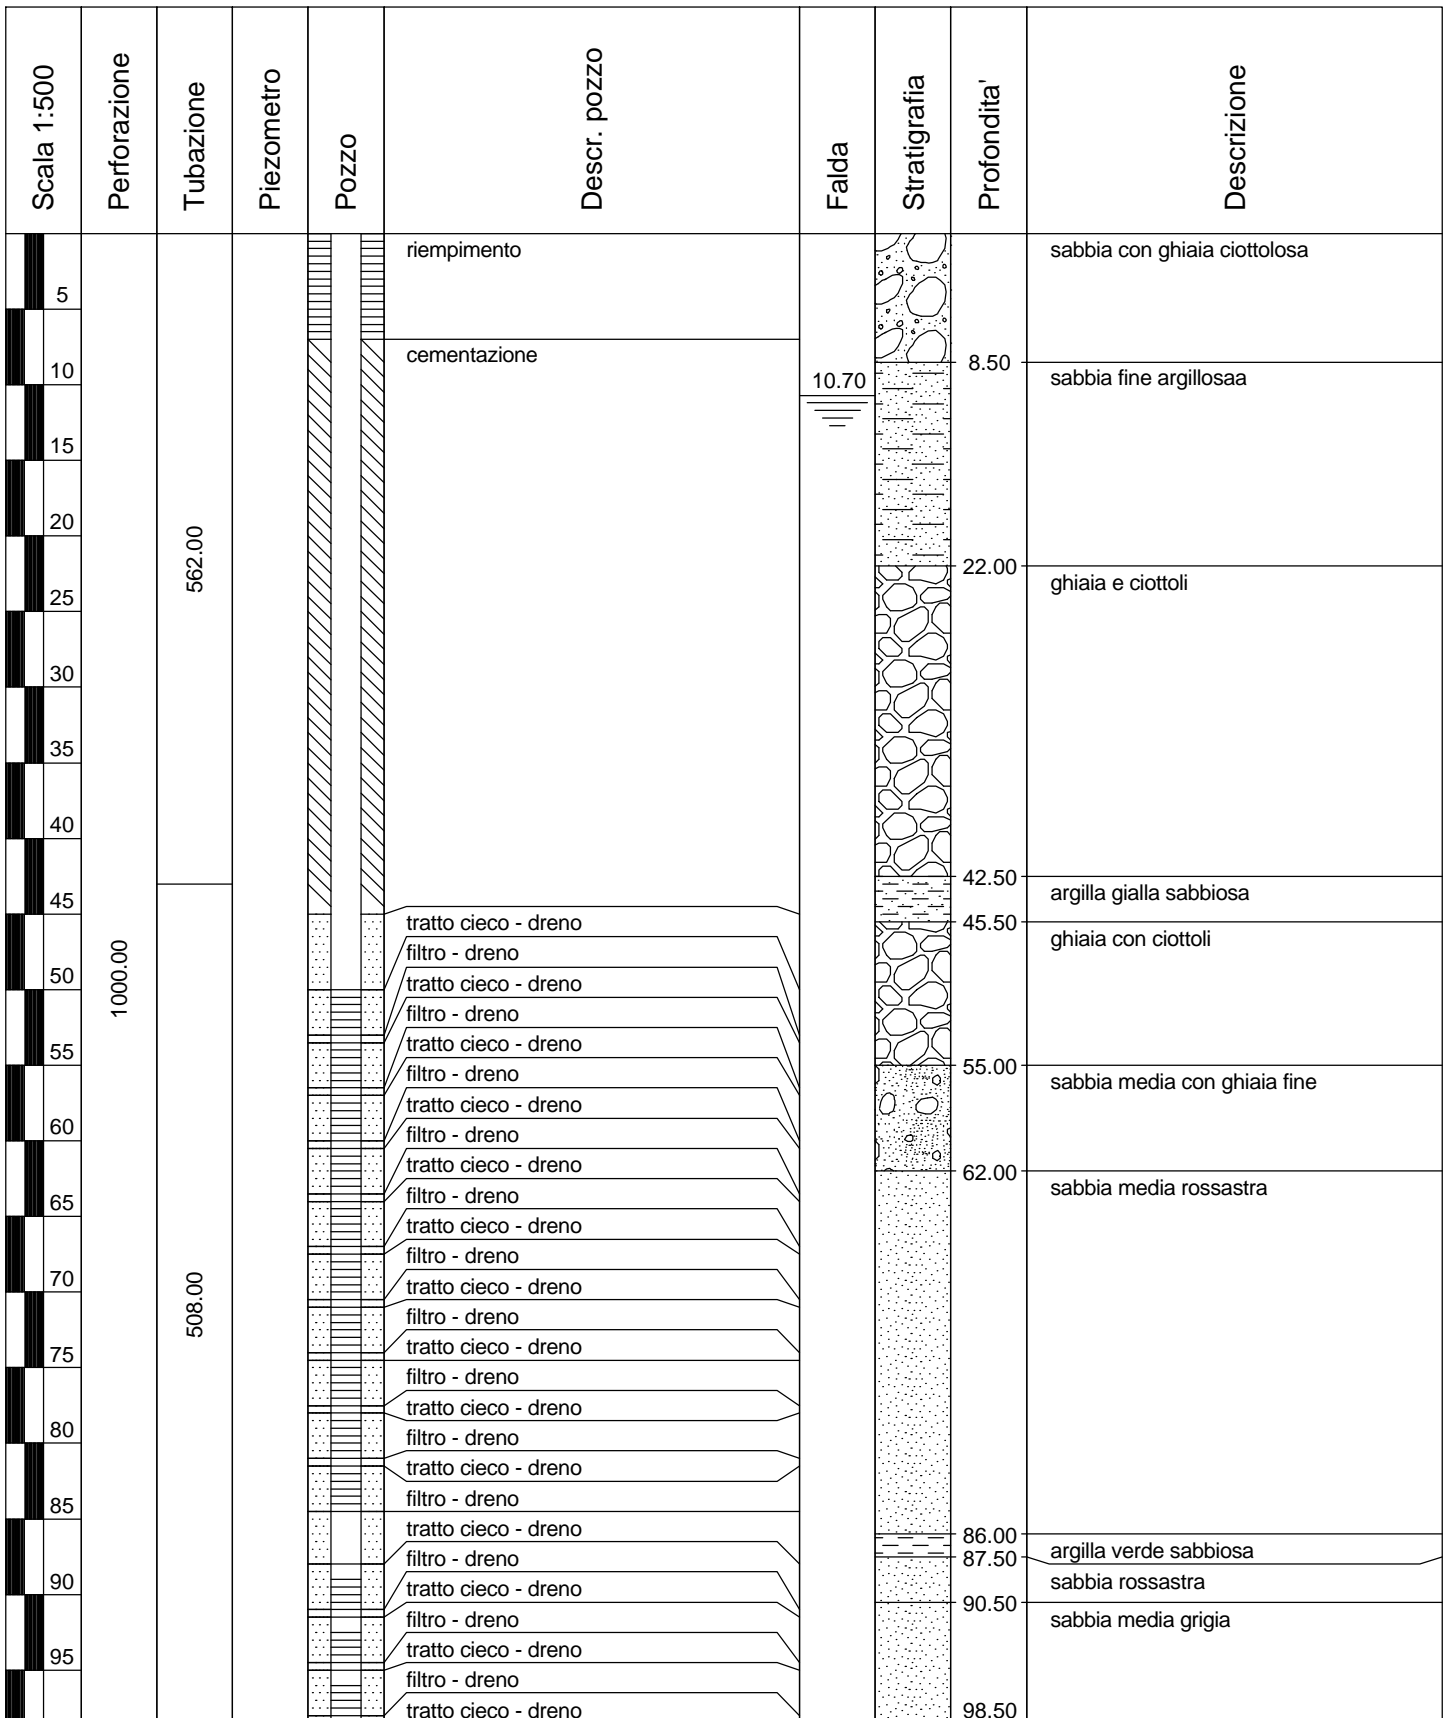 Scala 1:500
Perforazione
Tubazione
Piezometro
Pozzo
Descr. pozzo
Falda
Stratigrafia
Profondita'
Descrizione
5
10
15
20
25
30
35
40
45
50
55
60
65
70
75
80
85
90
95
1000.00
562.00
508.00
riempimento
cementazione
tratto cieco - dreno
filtro - dreno
tratto cieco - dreno
filtro - dreno
tratto cieco - dreno
filtro - dreno
tratto cieco - dreno
filtro - dreno
tratto cieco - dreno
filtro - dreno
tratto cieco - dreno
filtro - dreno
tratto cieco - dreno
filtro - dreno
tratto cieco - dreno
filtro - dreno
tratto cieco - dreno
filtro - dreno
tratto cieco - dreno
filtro - dreno
tratto cieco - dreno
filtro - dreno
tratto cieco - dreno
filtro - dreno
tratto cieco - dreno
filtro - dreno
tratto cieco - dreno
10.70
8.50
22.00
42.50
45.50
55.00
62.00
86.00
87.50
90.50
98.50
sabbia con ghiaia ciottolosa
sabbia fine argillosaa
ghiaia e ciottoli
argilla gialla sabbiosa
ghiaia con ciottoli
sabbia media con ghiaia fine
sabbia media rossastra
argilla verde sabbiosa
sabbia rossastra
sabbia media grigia